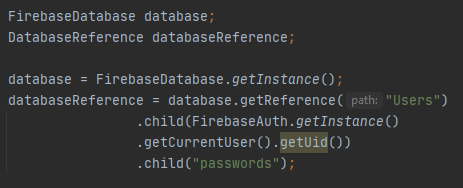 FirebaseDatabase database;
DatabaseReference databaseReference;
database = FirebaseDatabase.getInstance();
databaseReference = database.getReference( path: "Users")
.child(FirebaseAuth.getInstance()
.getCurrentUser().getUid())
.child("passwords");